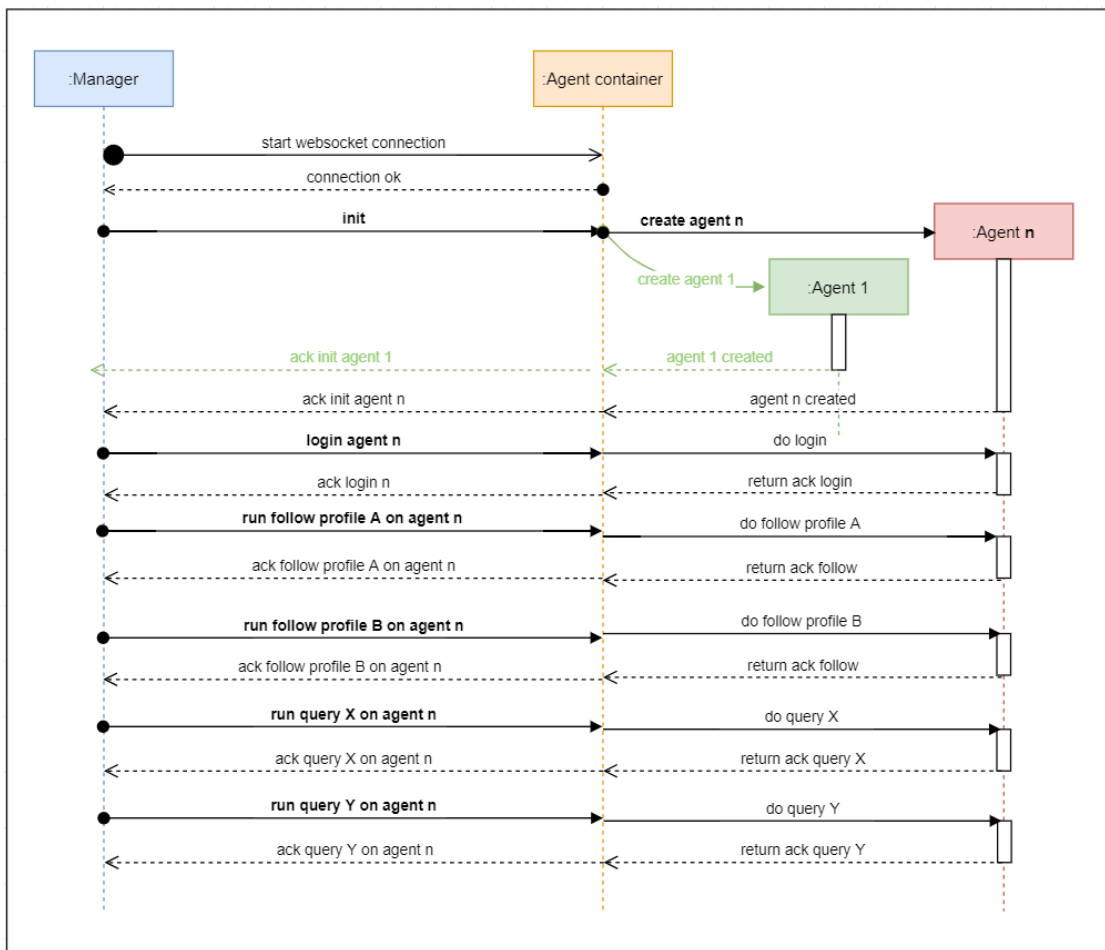 :Manager
:Agent container
start websocket connection
connection ok
init
create agent n
:Agent n
create agent 1
:Agent 1
ack init agent 1
agent 1 created
ack init agent n
agent n created
login agent n
do login
ack login n
return ack login
run follow profile A on agent n
do follow profile A
ack follow profile A on agent n
return ack follow
run follow profile B on agent n
do follow profile B
ack follow profile B on agent n
return ack follow
run query X on agent n
do query X
ack query X on agent n
return ack query X
run query Y on agent n
do query Y
ack query Y on agent n
return ack query Y